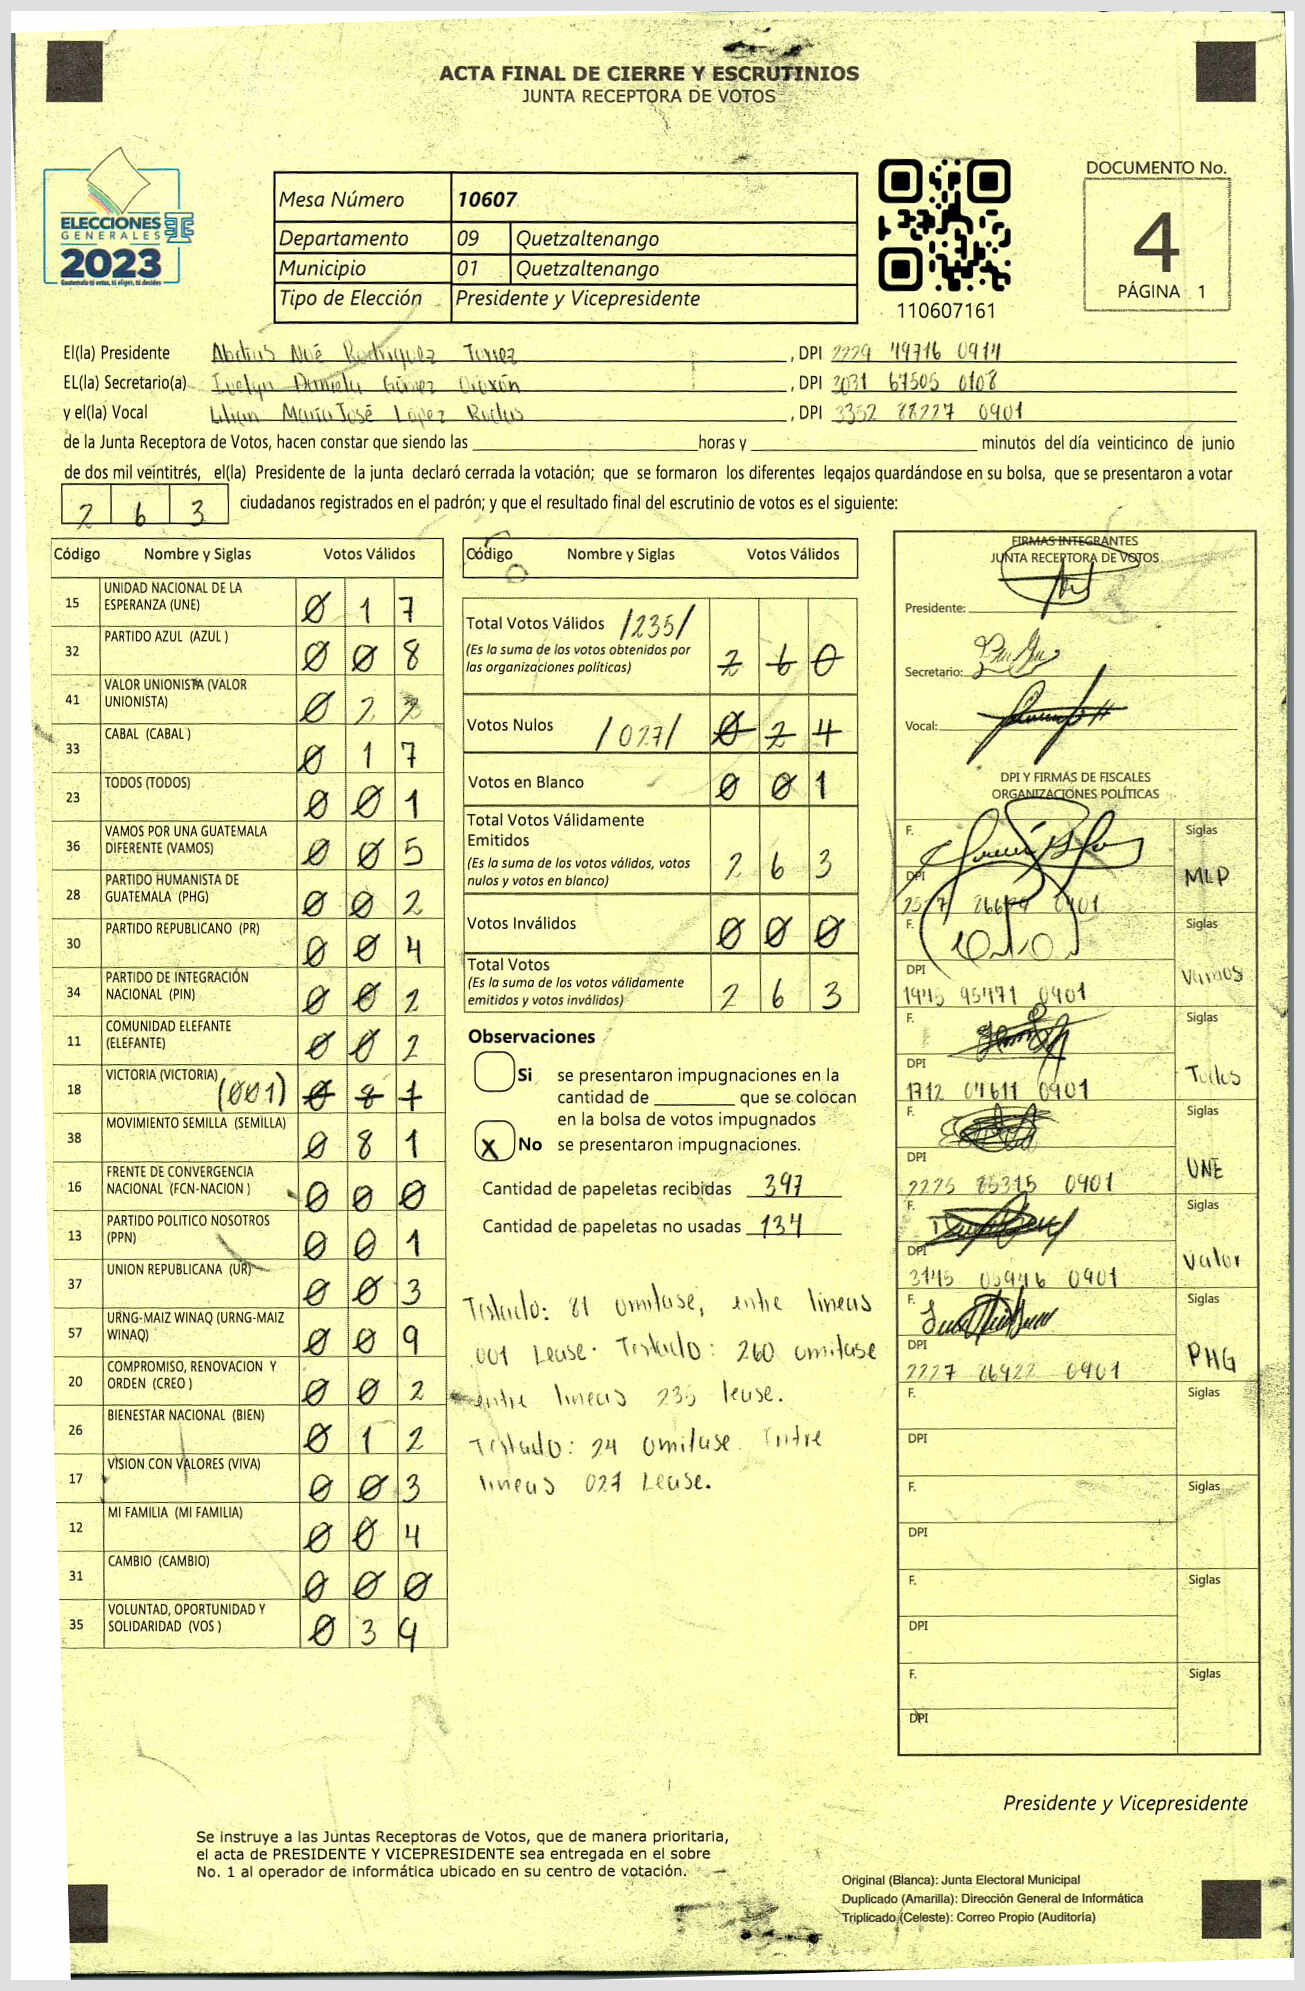 ACTA FINAL DE CIERRE Y ESCRUTINIOS
JUNTA RECEPTORA DE VOTOS
ELECCIONES
GENERALES
2023
Guatemala tú votas, tú eliges, tú decides
Mesa Número 10607
Departamento 09 Quetzaltenango
Municipio 01 Quetzaltenango
Tipo de Elección Presidente y Vicepresidente
110607161
DOCUMENTO No.
4
PÁGINA 1
El(la) Presidente Noé Rodriguez , DPI 2229 49716 0914
EL(la) Secretario(a) Evelyn Daniela Gómez , DPI 2031 67505 0108
y el(la) Vocal Lilian María José López , DPI 3352 88227 0901
de la Junta Receptora de Votos, hacen constar que siendo las horas y minutos del día veinticinco de junio
de dos mil veintitrés, el(la) Presidente de la junta declaró cerrada la votación; que se formaron los diferentes legajos guardándose en su bolsa, que se presentaron a votar
263 ciudadanos registrados en el padrón; y que el resultado final del escrutinio de votos es el siguiente:
Código Nombre y Siglas Votos Válidos
15 UNIDAD NACIONAL DE LA ESPERANZA (UNE) 0 1 7
32 PARTIDO AZUL (AZUL ) 0 0 8
41 VALOR UNIONISTA (VALOR UNIONISTA) 0 2
33 CABAL (CABAL ) 0 1 7
23 TODOS (TODOS) 0 0 1
36 VAMOS POR UNA GUATEMALA DIFERENTE (VAMOS) 0 0 5
28 PARTIDO HUMANISTA DE GUATEMALA (PHG) 0 0 2
30 PARTIDO REPUBLICANO (PR) 0 0 4
34 PARTIDO DE INTEGRACIÓN NACIONAL (PIN) 0 0 2
11 COMUNIDAD ELEFANTE (ELEFANTE) 0 0 2
18 VICTORIA (VICTORIA) (001) 0 8 1
38 MOVIMIENTO SEMILLA (SEMILLA) 0 8 1
16 FRENTE DE CONVERGENCIA NACIONAL (FCN-NACION ) 0 0 0
13 PARTIDO POLITICO NOSOTROS (PPN) 0 0 1
37 UNION REPUBLICANA (UR) 0 0 3
57 URNG-MAIZ WINAQ (URNG-MAIZ WINAQ) 0 0 9
20 COMPROMISO, RENOVACION Y ORDEN (CREO ) 0 0 2
26 BIENESTAR NACIONAL (BIEN) 0 1 2
17 VISION CON VALORES (VIVA) 0 0 3
12 MI FAMILIA (MI FAMILIA) 0 0 4
31 CAMBIO (CAMBIO) 0 0 0
35 VOLUNTAD, OPORTUNIDAD Y SOLIDARIDAD (VOS ) 0 3 9
Código Nombre y Siglas Votos Válidos
Total Votos Válidos /235/ 2 6 0
(Es la suma de los votos obtenidos por
las organizaciones políticas)
Votos Nulos /027/ 0 2 4
Votos en Blanco 0 0 1
Total Votos Válidamente
Emitidos 2 6 3
(Es la suma de los votos válidos, votos
nulos y votos en blanco)
Votos Inválidos 0 0 0
Total Votos 2 6 3
(Es la suma de los votos válidamente
emitidos y votos inválidos)
Observaciones
Si se presentaron impugnaciones en la
cantidad de que se colocan
en la bolsa de votos impugnados
X No se presentaron impugnaciones.
Cantidad de papeletas recibidas 397
Cantidad de papeletas no usadas 134
Testado: 81 omitase, entre lineas
001 Lease. Testado: 260 omitase
entre lineas 235 lease.
Testado: 24 omitase. Entre
lineas 027 Lease.
FIRMAS INTEGRANTES
JUNTA RECEPTORA DE VOTOS
Presidente:
Secretario:
Vocal:
DPI Y FIRMAS DE FISCALES
ORGANIZACIONES POLÍTICAS
F. Siglas
DPI 0901 MLP
F. Siglas
DPI 1945 95471 0901 Vamos
F. Siglas
DPI 1712 04611 0901 Todos
F. Siglas
DPI 2225 85315 0901 UNE
F. Siglas
DPI 3145 05946 0901 Valor
F. Siglas
DPI 2227 06922 0901 PHG
F. Siglas
DPI
F. Siglas
DPI
F. Siglas
DPI
F. Siglas
DPI
Presidente y Vicepresidente
Se instruye a las Juntas Receptoras de Votos, que de manera prioritaria,
el acta de PRESIDENTE Y VICEPRESIDENTE sea entregada en el sobre
No. 1 al operador de informática ubicado en su centro de votación.
Original (Blanca): Junta Electoral Municipal
Duplicado (Amarilla): Dirección General de Informática
Triplicado (Celeste): Correo Propio (Auditoría)